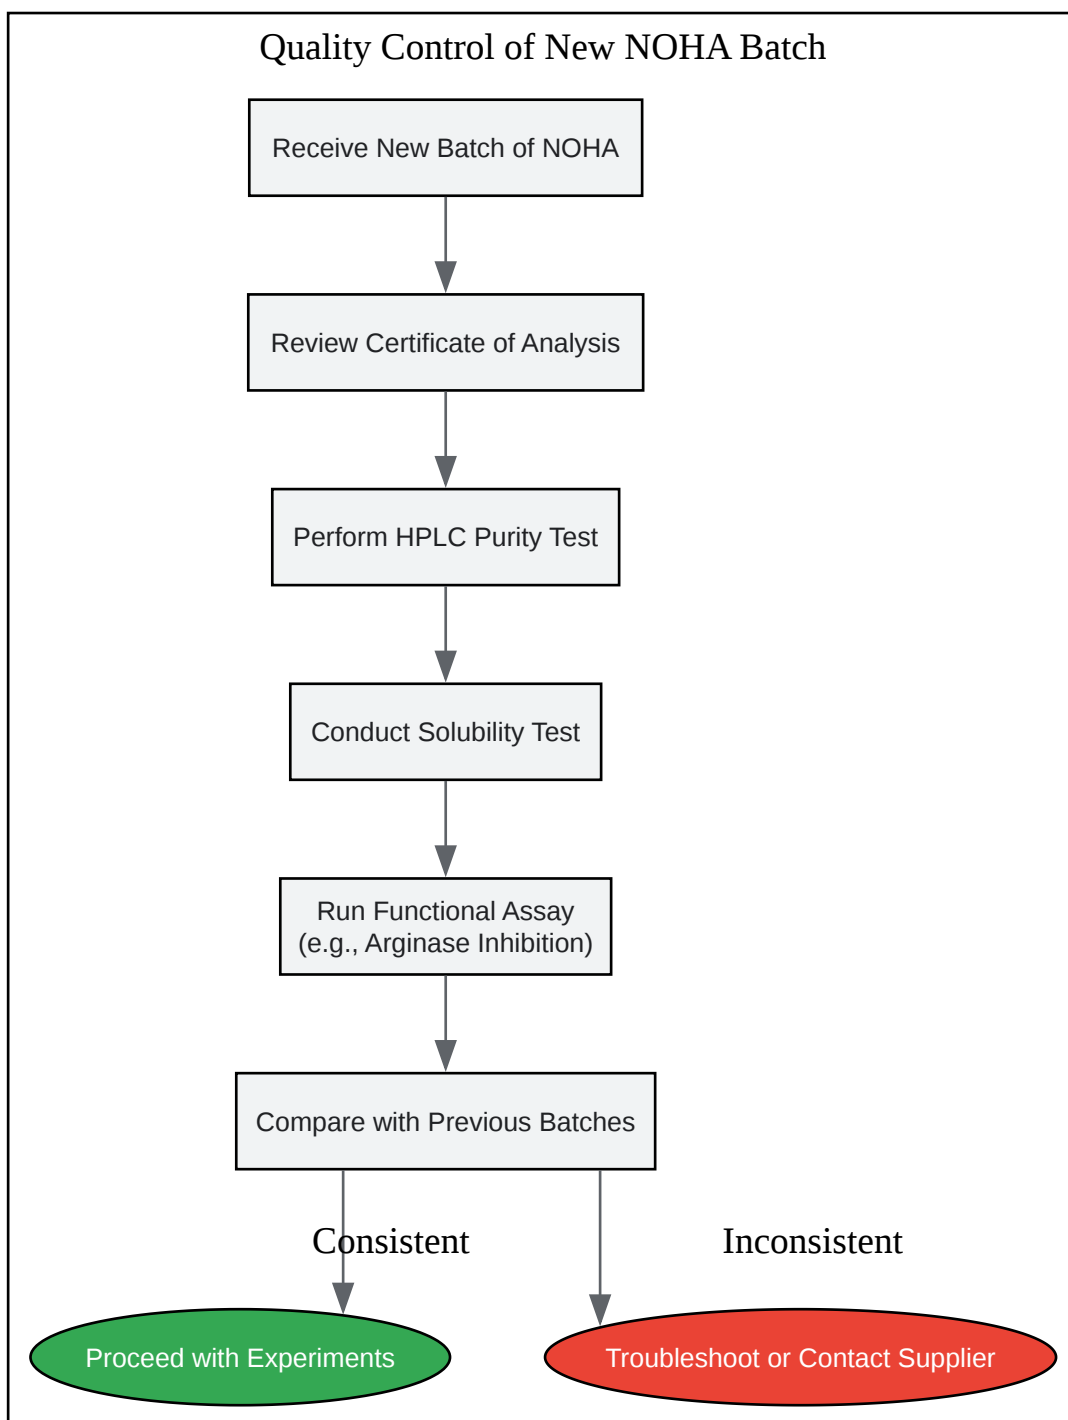 Quality Control of New NOHA Batch
Receive New Batch of NOHA
Review Certificate of Analysis
Perform HPLC Purity Test
Conduct Solubility Test
Run Functional Assay
(e.g., Arginase Inhibition)
Compare with Previous Batches
Consistent
Inconsistent
Proceed with Experiments
Troubleshoot or Contact Supplier